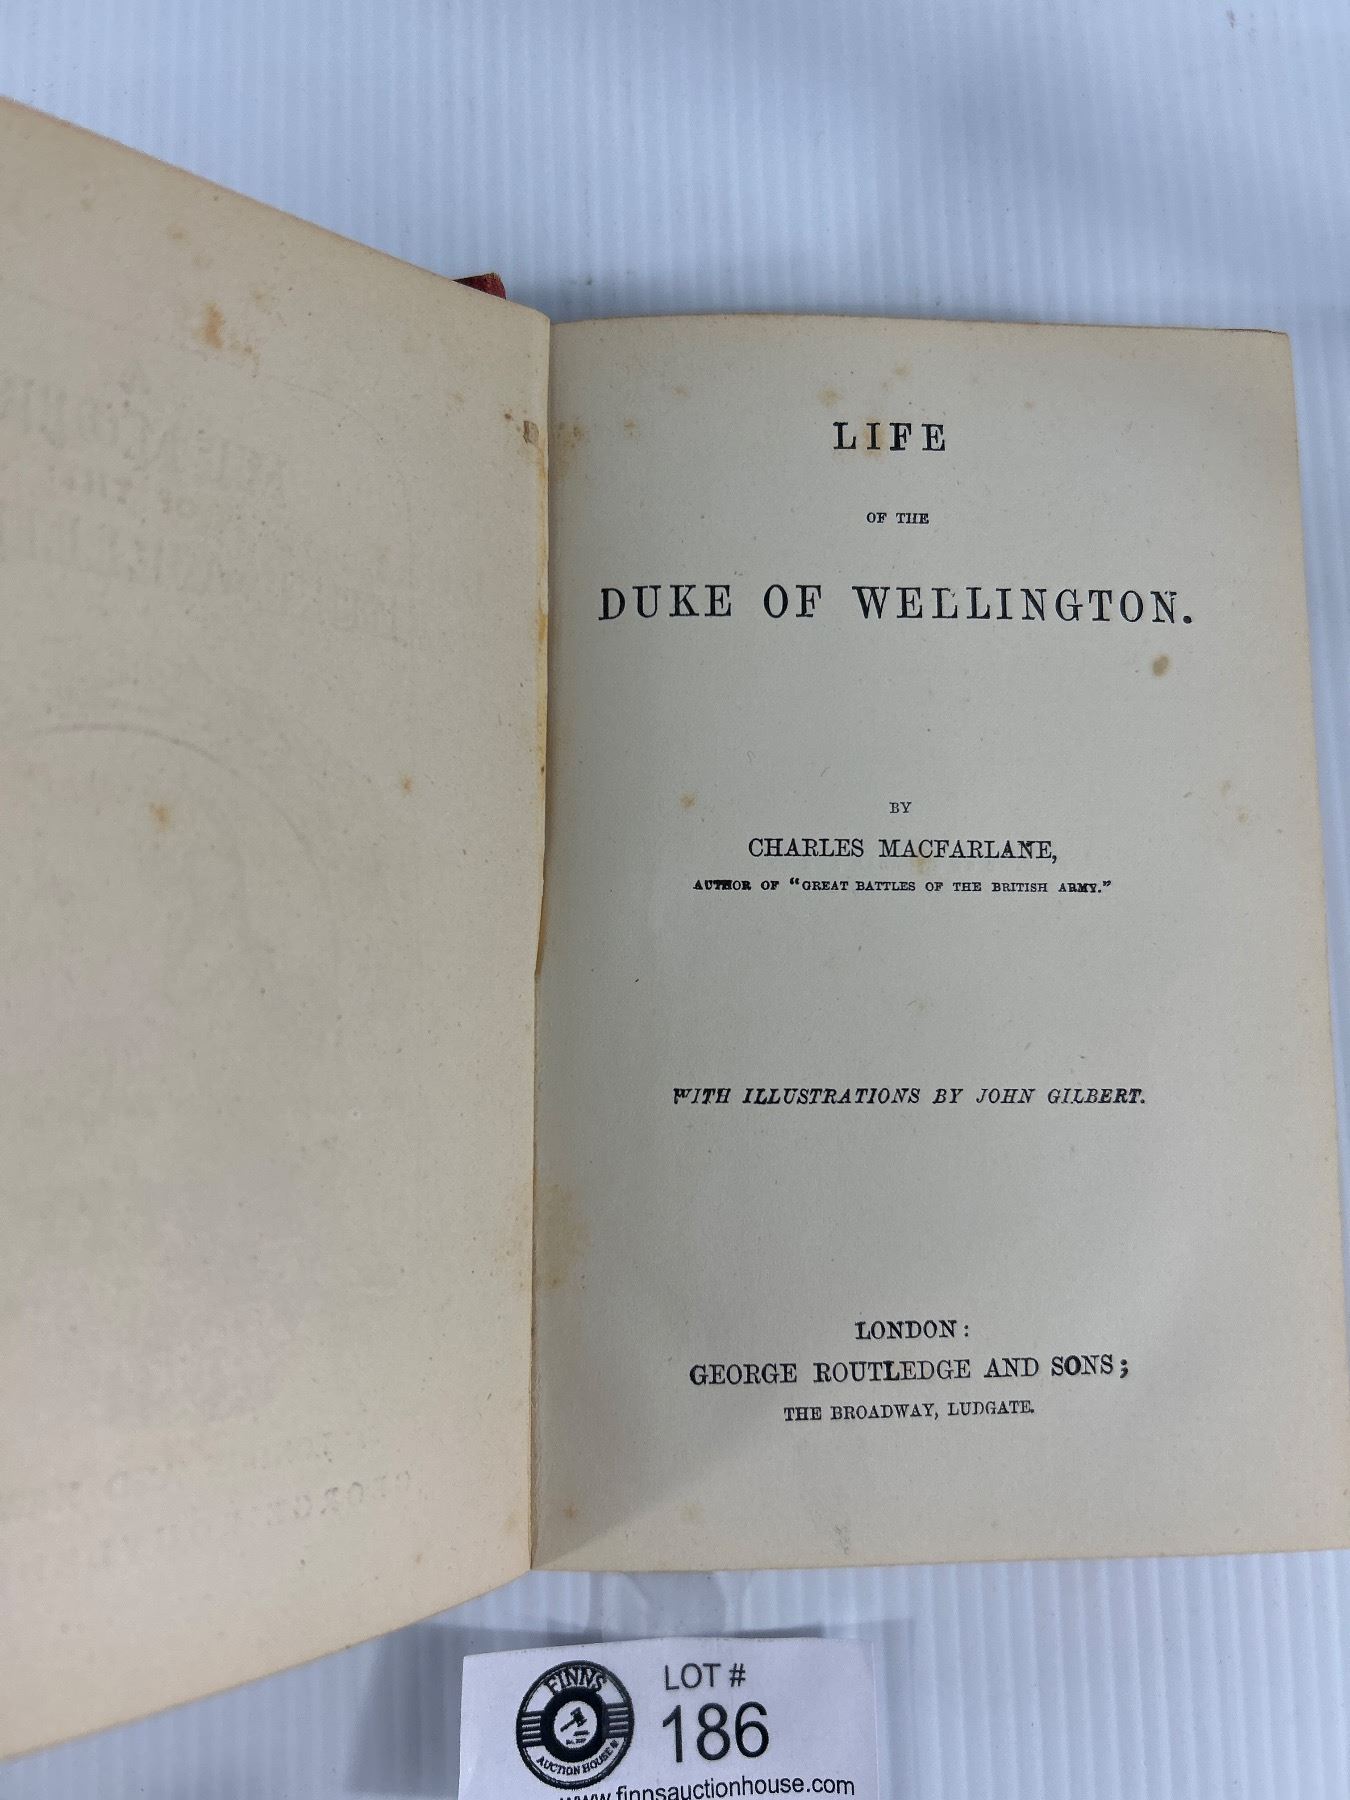 LIFE
OF THE
DUKE OF WELLINGTON.
BY
CHARLES MACFARLANE,
AUTHOR OF "GREAT BATTLES OF THE BRITISH ARMY."
WITH ILLUSTRATIONS BY JOHN GILBERT.
LONDON:
GEORGE ROUTLEDGE AND SONS;
THE BROADWAY, LUDGATE.
FINNS
AUCTION HOUSE
LOT #
186
www.finnsauctionhouse.com